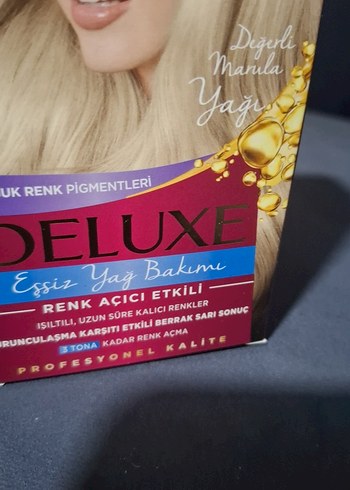 Değerli
Marula
Yağı
UK RENK PİGMENTLERİ
DELUXE
Eşsiz Yağ Bakımı
RENK AÇICI ETKİLİ
IŞILTILI, UZUN SÜRE KALICI RENKLER
URUNCULAŞMA KARŞITI ETKİLİ BERRAK SARI SONUÇ
3 TONA KADAR RENK AÇMA
PROFESYONEL KALİTE